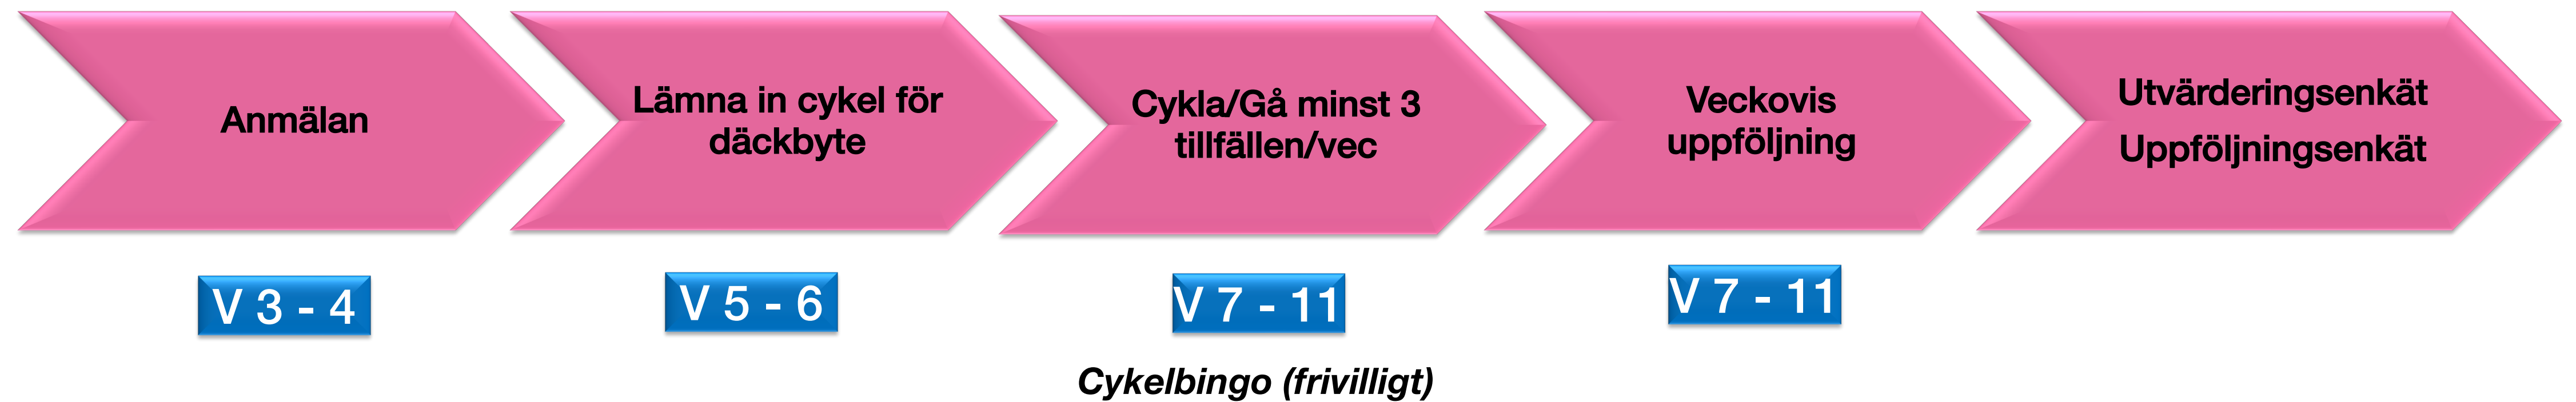 Anmälan
Lämna in cykel för
däckbyte
Cykla/Gå minst 3
tillfällen/vec
Veckovis
uppföljning
Utvärderingsenkät
Uppföljningsenkät
V 3 - 4
V 5 - 6
V 7 - 11
V 7 - 11
Cykelbingo (frivilligt)